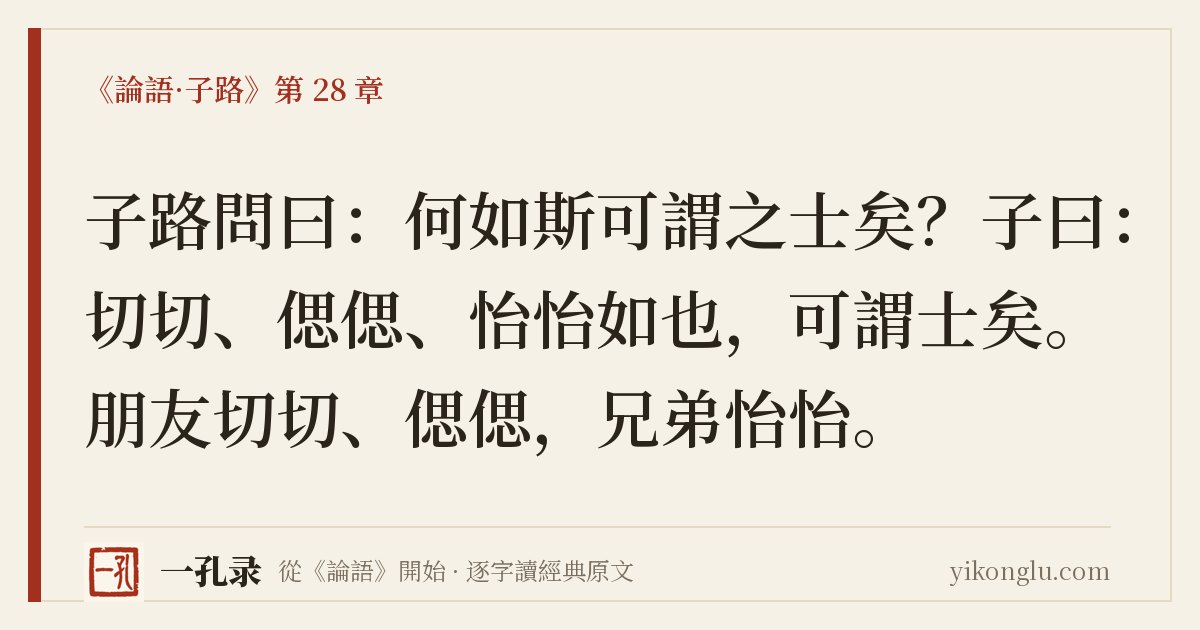 《論語·子路》第 28 章
子路問曰：何如斯可謂之士矣？子曰：
切切、偲偲、怡怡如也，可謂士矣。
朋友切切、偲偲，兄弟怡怡。
一孔
一孔录 從《論語》開始 · 逐字讀經典原文 yikonglu.com